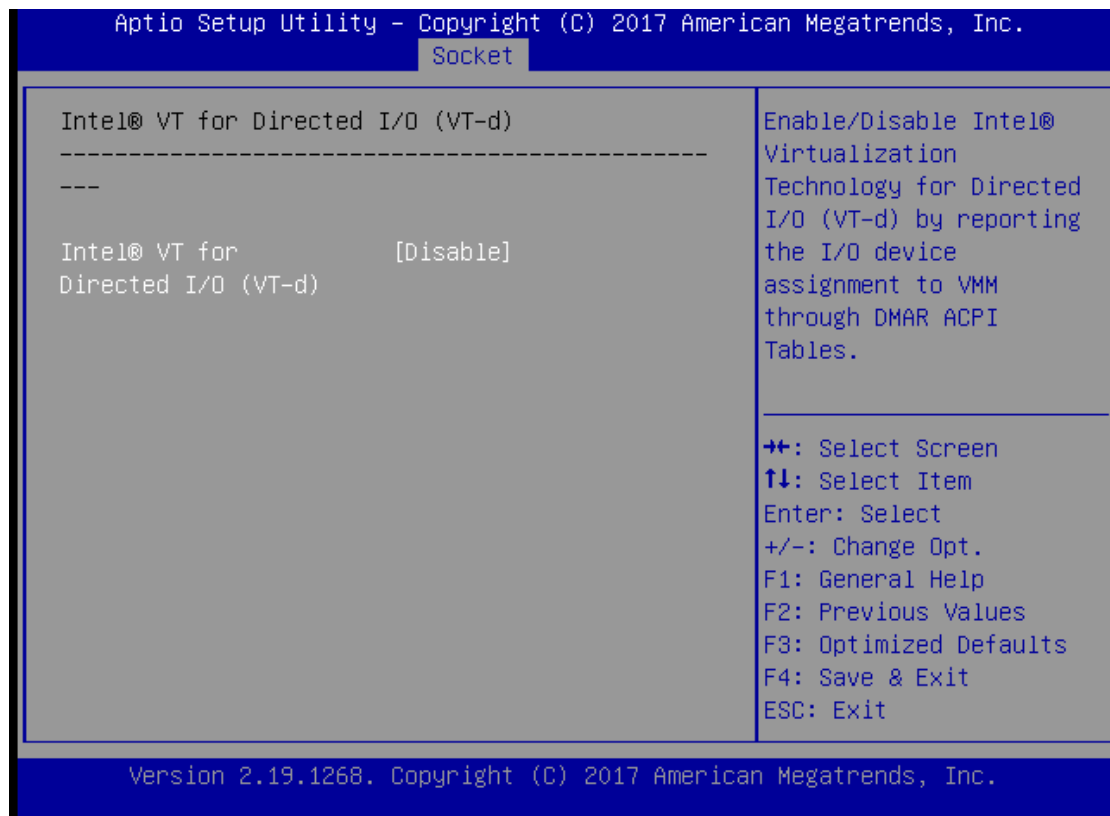 Aptio Setup Utility – Copyright (C) 2017 American Megatrends, Inc.
Socket
Intel® VT for Directed I/O (VT-d)
-----------------------------------------------
---
Intel® VT for [Disable]
Directed I/O (VT-d)
Enable/Disable Intel®
Virtualization
Technology for Directed
I/O (VT-d) by reporting
the I/O device
assignment to VMM
through DMAR ACPI
Tables.
→←: Select Screen
↑↓: Select Item
Enter: Select
+/-: Change Opt.
F1: General Help
F2: Previous Values
F3: Optimized Defaults
F4: Save & Exit
ESC: Exit
Version 2.19.1268. Copyright (C) 2017 American Megatrends, Inc.